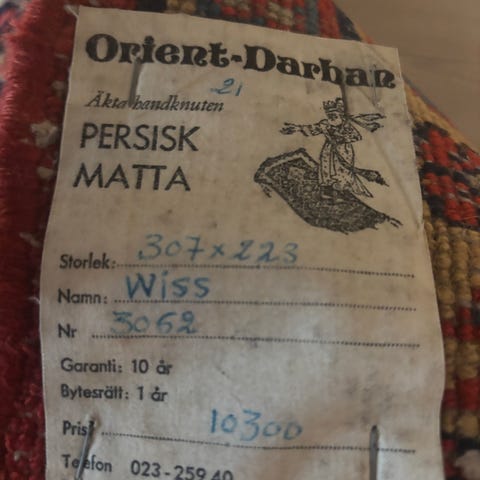 Orient-Darhan
21
Äkta handknuten
PERSISK
MATTA
Storlek: 307 x 223
Namn: Wiss
Nr 3062
Garanti: 10 år
Bytesrätt: 1 år
Pris 10300
Telefon 023-259 40